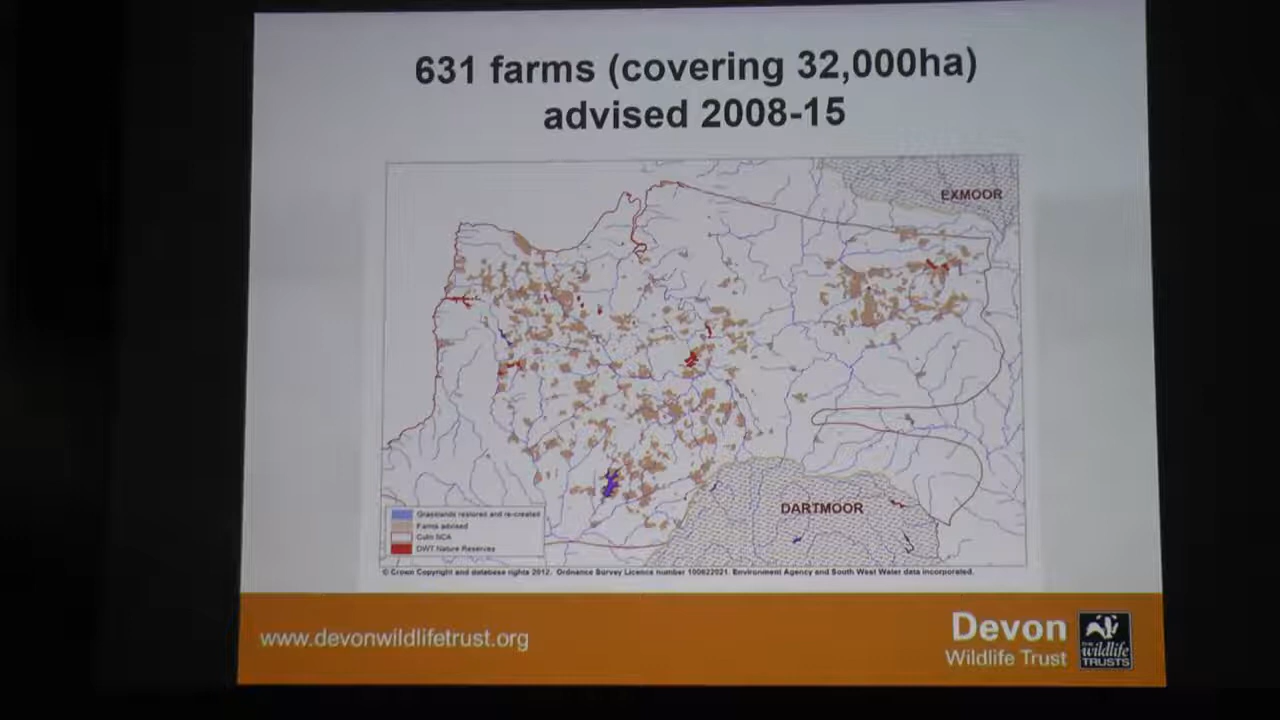 631 farms (covering 32,000ha)
advised 2008-15
EXMOOR
DARTMOOR
Grasslands restored and re-created
Farms advised
Culm NCA
DWT Nature Reserves
© Crown Copyright and database rights 2012. Ordnance Survey Licence number 100022021. Environment Agency and South West Water data incorporated.
www.devonwildlifetrust.org
Devon
Wildlife Trust
THE
wildlife
TRUSTS